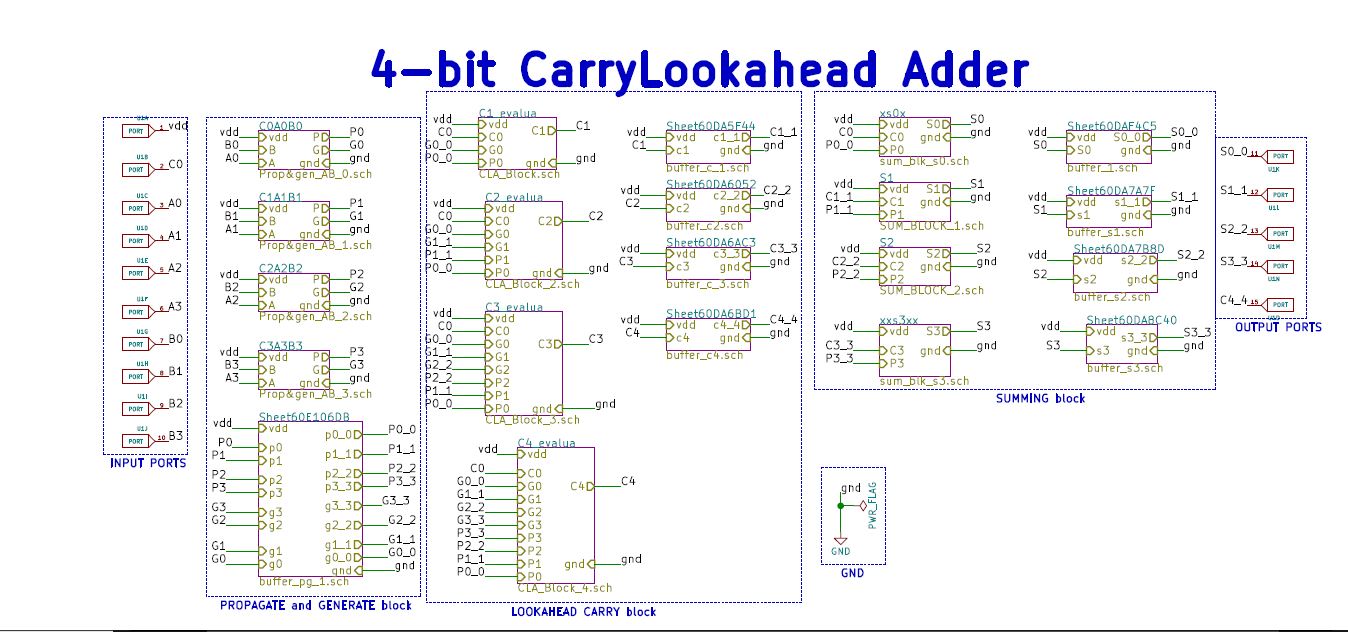 4-bit CarryLookahead Adder
U1A
PORT 1 vdd
U1B
PORT 2 C0
U1C
PORT 3 A0
U1D
PORT 4 A1
U1E
PORT 5 A2
U1F
PORT 6 A3
U1G
PORT 7 B0
U1H
PORT 8 B1
U1I
PORT 9 B2
U1J
PORT 10 B3
INPUT PORTS
C0A0B0
vdd vdd P P0
B0 B G G0
A0 A gnd gnd
Prop&gen_AB_0.sch
C1A1B1
vdd vdd P P1
B1 B G G1
A1 A gnd gnd
Prop&gen_AB_1.sch
C2A2B2
vdd vdd P P2
B2 B G G2
A2 A gnd gnd
Prop&gen_AB_2.sch
C3A3B3
vdd vdd P P3
B3 B G G3
A3 A gnd gnd
Prop&gen_AB_3.sch
Sheet60E106DB
vdd vdd p0_0 P0_0
P0 p0
P1 p1 p1_1 P1_1
P2 p2 p2_2 P2_2
P3 p3 p3_3 P3_3
G3 g3 g3_3 G3_3
G2 g2 g2_2 G2_2
G1 g1 g1_1 G1_1
G0 g0 g0_0 G0_0
gnd gnd
buffer_pg_1.sch
PROPAGATE and GENERATE block
C1 evalua
vdd vdd C1 C1
C0 C0
G0_0 G0
P0_0 P0 gnd gnd
CLA_Block.sch
C2 evalua
vdd vdd
C0 C0 C2 C2
G0_0 G0
G1_1 G1
P1_1 P1
P0_0 P0 gnd gnd
CLA_Block_2.sch
C3 evalua
vdd vdd
C0 C0
G0_0 G0 C3 C3
G1_1 G1
G2_2 G2
P2_2 P2
P1_1 P1
P0_0 P0 gnd gnd
CLA_Block_3.sch
C4 evalua
vdd vdd
C0 C0
G0_0 G0 C4 C4
G1_1 G1
G2_2 G2
G3_3 G3
P3_3 P3
P2_2 P2
P1_1 P1 gnd gnd
P0_0 P0
CLA_Block_4.sch
Sheet60DA5F44
vdd vdd c1_1 C1_1
C1 c1 gnd gnd
buffer_c_1.sch
Sheet60DA6052
vdd vdd c2_2 C2_2
C2 c2 gnd gnd
buffer_c2.sch
Sheet60DA6AC3
vdd vdd c3_3 C3_3
C3 c3 gnd gnd
buffer_c_3.sch
Sheet60DA6BD1
vdd vdd c4_4 C4_4
C4 c4 gnd gnd
buffer_c4.sch
LOOKAHEAD CARRY block
xs0x
vdd vdd S0 S0
C0 C0 gnd gnd
P0_0 P0
sum_blk_s0.sch
S1
vdd vdd S1 S1
C1_1 C1 gnd gnd
P1_1 P1
SUM_BLOCK_1.sch
S2
vdd vdd S2 S2
C2_2 C2 gnd gnd
P2_2 P2
SUM_BLOCK_2.sch
xxs3xx
vdd vdd S3 S3
C3_3 C3 gnd gnd
P3_3 P3
sum_blk_s3.sch
Sheet60DAF4C5
vdd vdd S0_0 S0_0
S0 S0 gnd gnd
buffer_1.sch
Sheet60DA7A7F
vdd vdd s1_1 S1_1
S1 s1 gnd gnd
buffer_s1.sch
Sheet60DA7B8D
vdd vdd s2_2 S2_2
S2 s2 gnd gnd
buffer_s2.sch
Sheet60DA8C40
vdd vdd s3_3 S3_3
S3 s3 gnd gnd
buffer_s3.sch
SUMMING block
S0_0 11 PORT
U1K
S1_1 12 PORT
U1L
S2_2 13 PORT
U1M
S3_3 14 PORT
U1N
C4_4 15 PORT
OUTPUT PORTS
gnd
PWR_FLAG
GND
GND